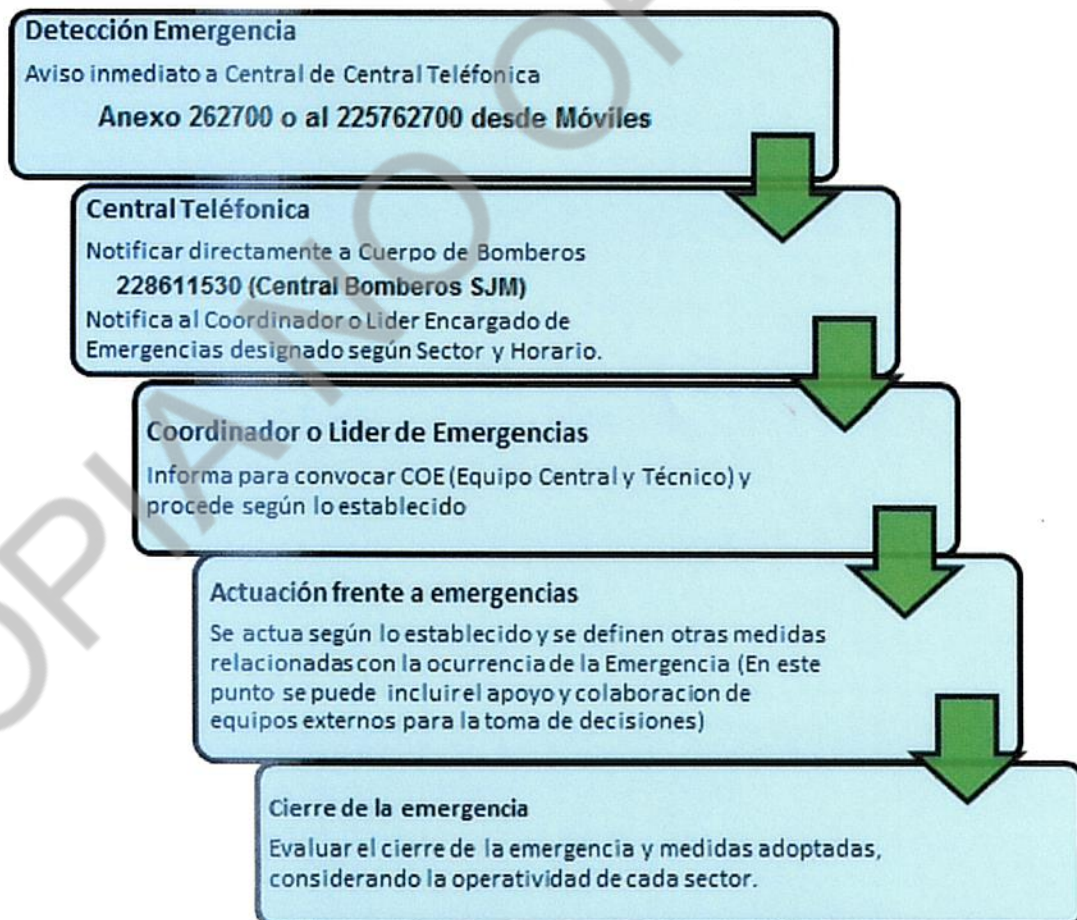 Detección Emergencia
Aviso inmediato a Central de Central Teléfonica
Anexo 262700 o al 225762700 desde Móviles
Central Teléfonica
Notificar directamente a Cuerpo de Bomberos
228611530 (Central Bomberos SJM)
Notifica al Coordinador o Lider Encargado de
Emergencias designado según Sector y Horario.
Coordinador o Lider de Emergencias
Informa para convocar COE (Equipo Central y Técnico) y
procede según lo establecido
Actuación frente a emergencias
Se actua según lo establecido y se definen otras medidas
relacionadas con la ocurrencia de la Emergencia (En este
punto se puede incluir el apoyo y colaboracion de
equipos externos para la toma de decisiones)
Cierre de la emergencia
Evaluar el cierre de la emergencia y medidas adoptadas,
considerando la operatividad de cada sector.